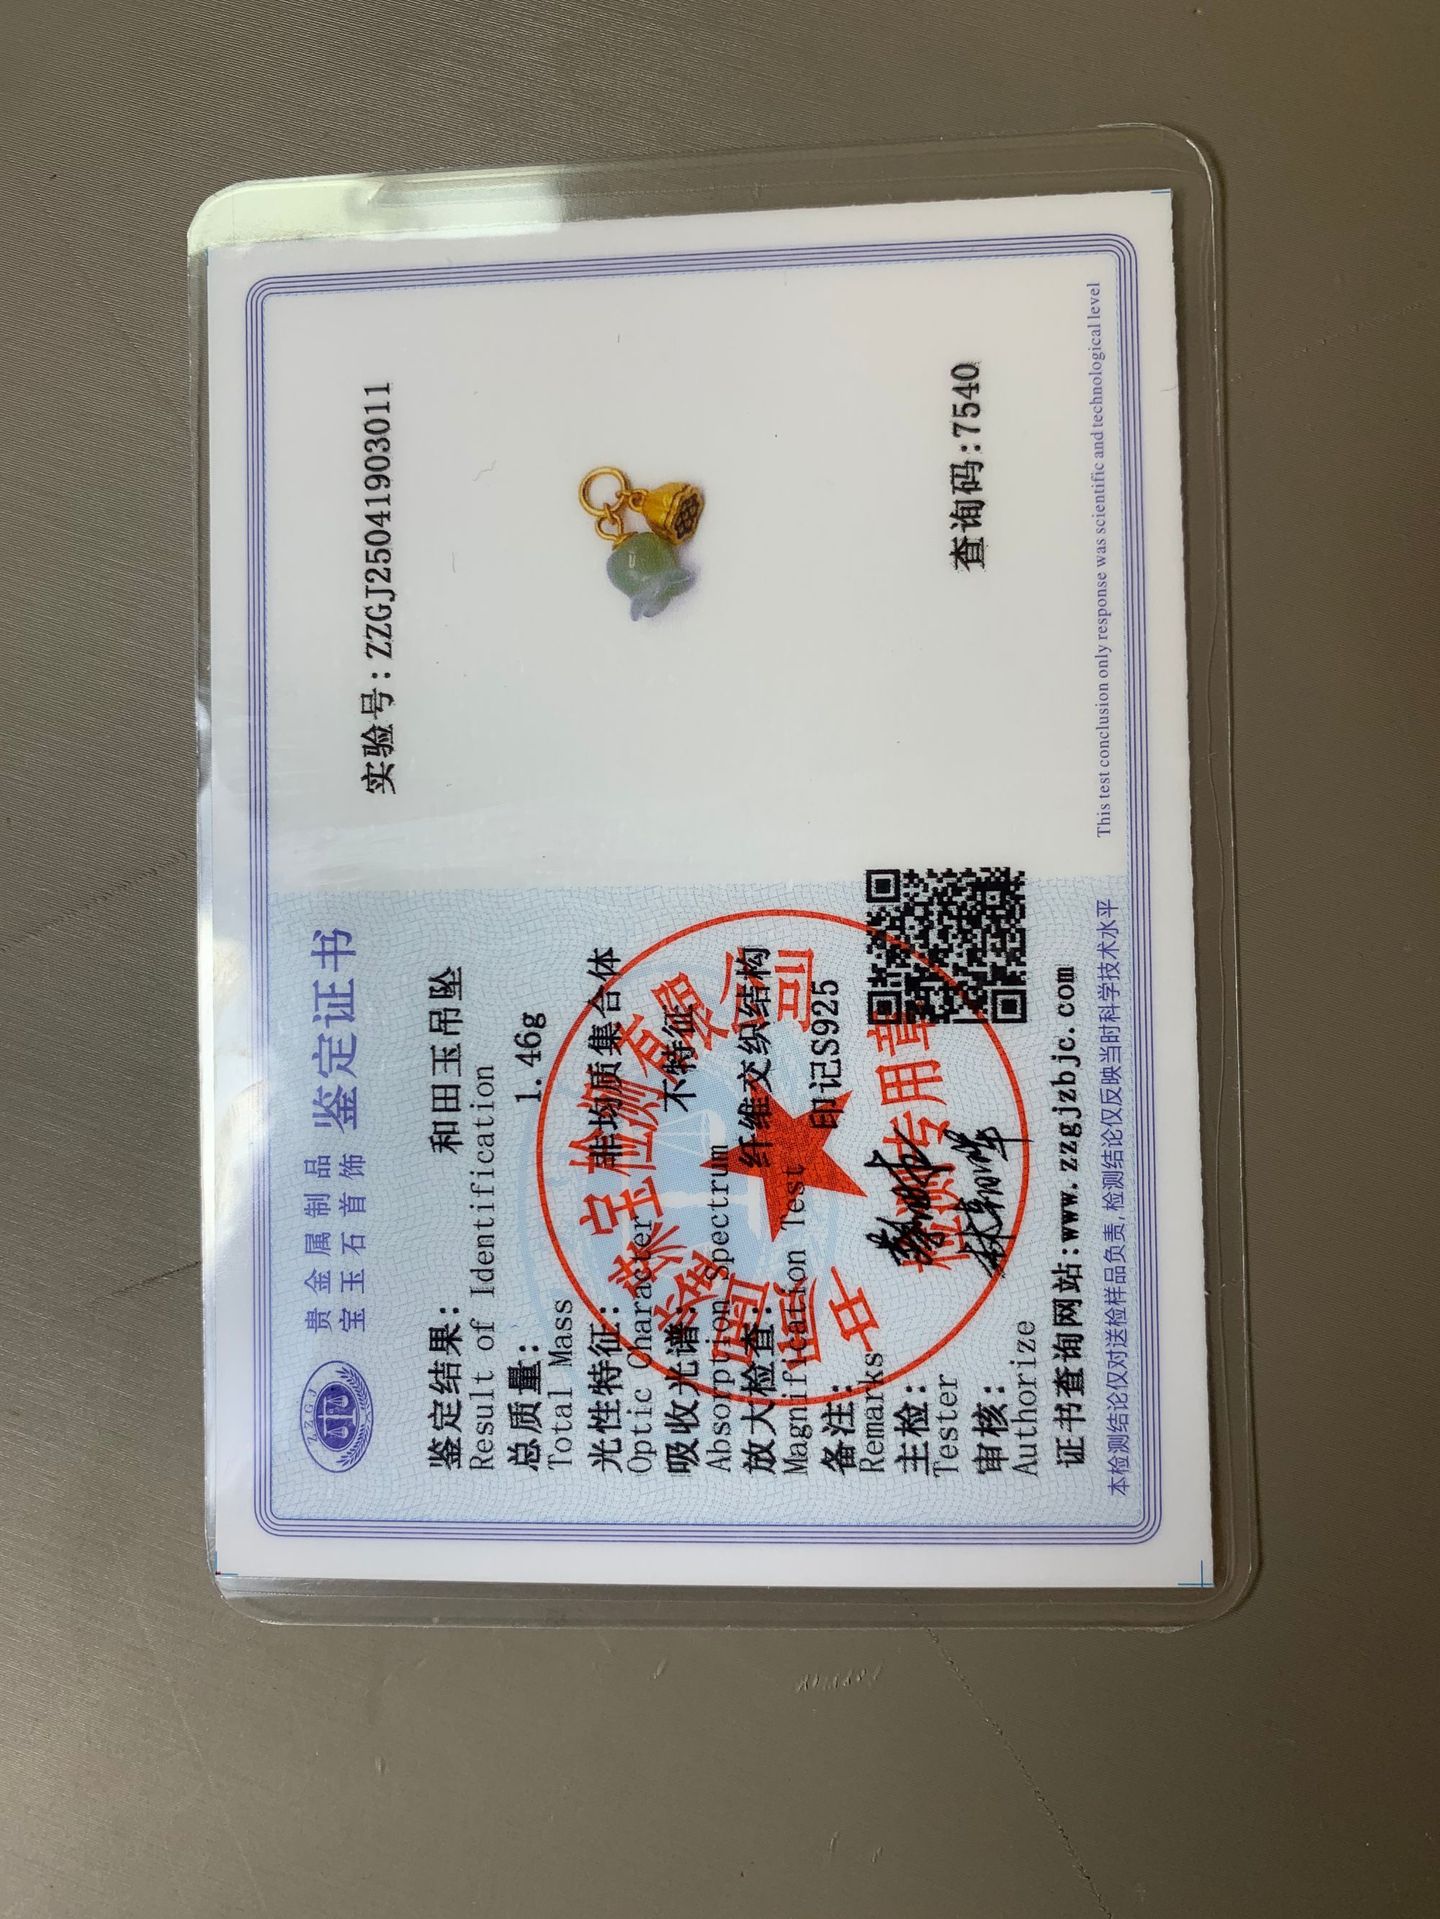 ZZGJ
贵金属制品
宝玉石首饰
鉴定证书
鉴定结果: 和田玉吊坠
Result of Identification
总质量: 1.46g
Total Mass
光性特征: 非均质集合体
Optic Character
吸收光谱: 不特征
Absorption Spectrum
放大检查: 纤维交织结构
Magnification Test
备注: 印记S925
Remarks
主检:
Tester
审核:
Authorize
证书查询网站:www.zzgjzbjc.com
本检测结论仅对送检样品负责,检测结论仅反映当时科学技术水平
检测专用章
实验号:ZZGJ250419030​11
查询码:7540
This test conclusion only response was scientific and technological level